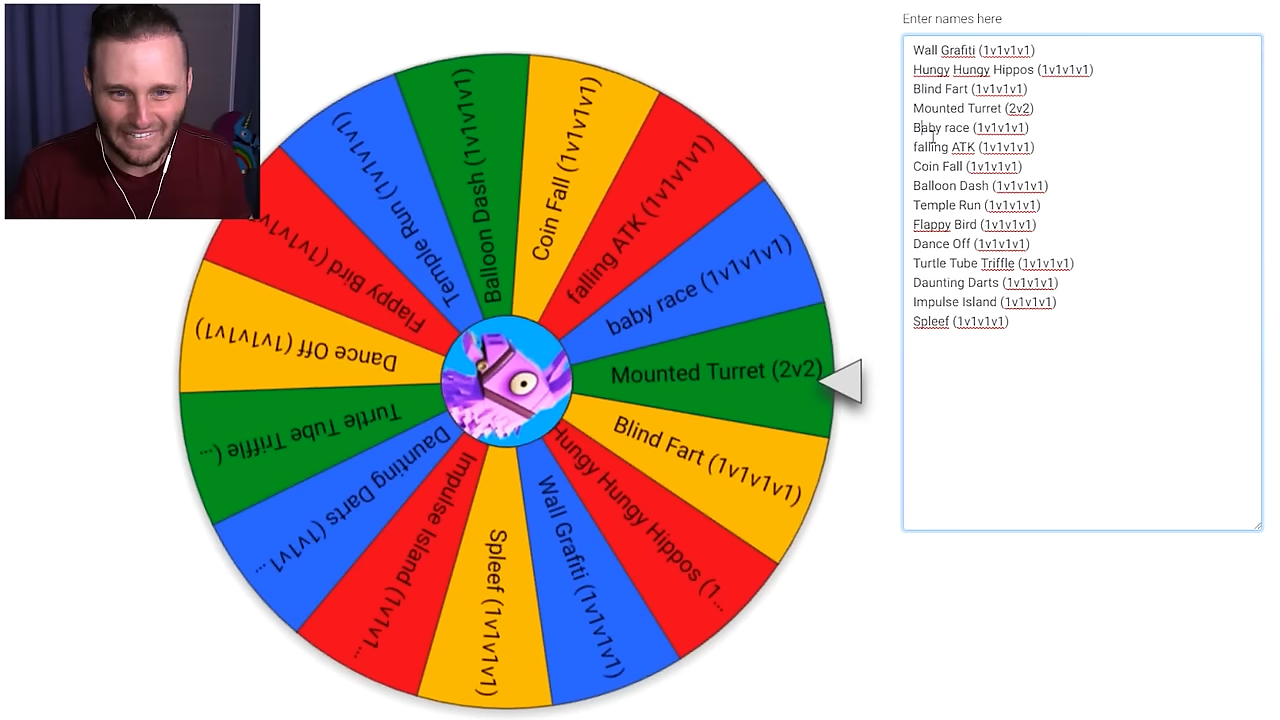 Enter names here
Wall Grafiti (1v1v1v1)
Hungy Hungy Hippos (1v1v1v1)
Blind Fart (1v1v1v1)
Mounted Turret (2v2)
Baby race (1v1v1v1)
falling ATK (1v1v1v1)
Coin Fall (1v1v1v1)
Balloon Dash (1v1v1v1)
Temple Run (1v1v1v1)
Flappy Bird (1v1v1v1)
Dance Off (1v1v1v1)
Turtle Tube Triffle (1v1v1v1)
Daunting Darts (1v1v1v1)
Impulse Island (1v1v1v1)
Spleef (1v1v1v1)
Balloon Dash (1v1v1v1)
Coin Fall (1v1v1v1)
falling ATK (1v1v1v1)
baby race (1v1v1v1)
Mounted Turret (2v2)
Blind Fart (1v1v1v1)
Hungy Hungy Hippos (1...
Wall Grafiti (1v1v1v1)
Spleef (1v1v1v1)
Impulse Island (1v1v1...
Daunting Darts (1v1v1...
Turtle Tube Triffle (...
Dance Off (1v1v1v1)
Flappy Bird (1v1v1v1)
Temple Run (1v1v1v1)